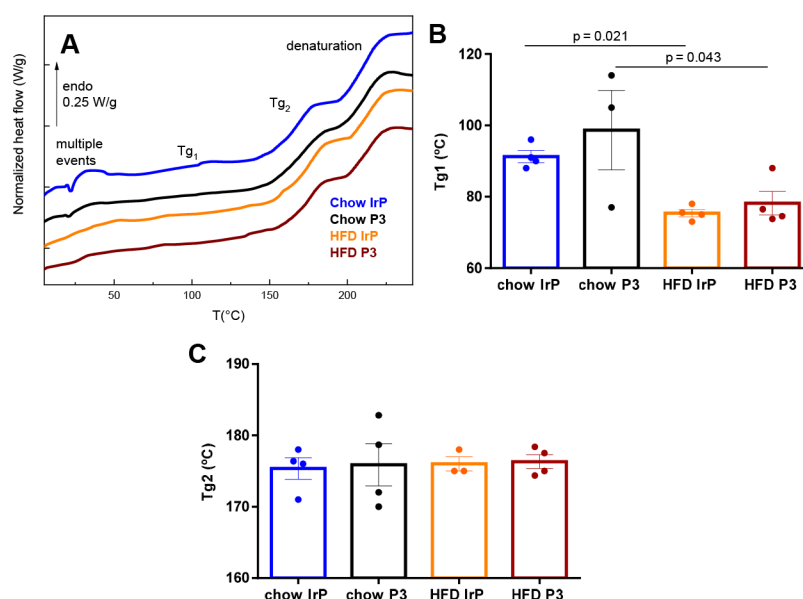 A
denaturation
endo
0.25 W/g
Tg2
multiple
events
Tg1
Chow IrP
Chow P3
HFD IrP
HFD P3
Normalized heat flow (W/g)
50
100
150
200
T(°C)
B
p = 0.021
p = 0.043
120
100
80
60
Tg1 (ºC)
chow IrP
chow P3
HFD IrP
HFD P3
C
190
180
170
160
Tg2 (ºC)
chow IrP
chow P3
HFD IrP
HFD P3